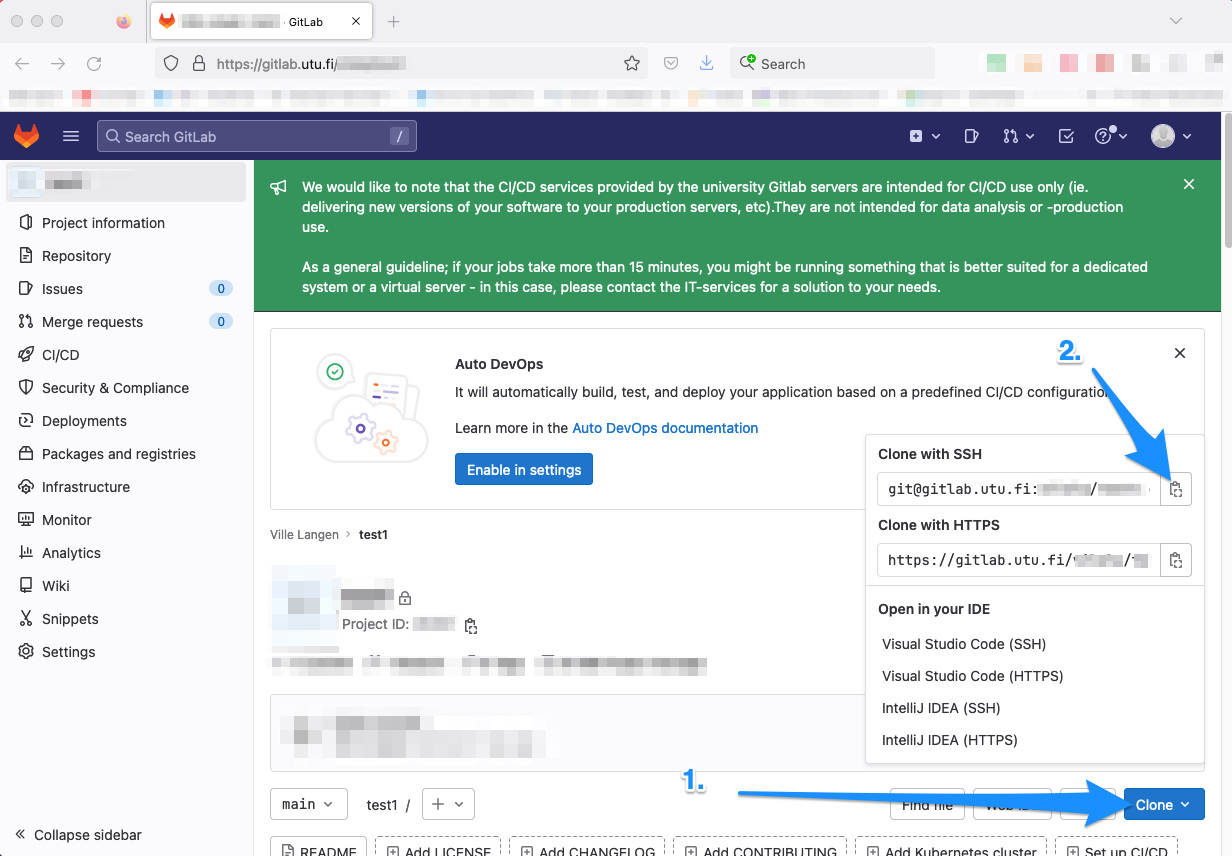 · GitLab
https://gitlab.utu.fi/
Search
Search GitLab
/
Project information
Repository
Issues 0
Merge requests 0
CI/CD
Security & Compliance
Deployments
Packages and registries
Infrastructure
Monitor
Analytics
Wiki
Snippets
Settings
Collapse sidebar
We would like to note that the CI/CD services provided by the university Gitlab servers are intended for CI/CD use only (ie.
delivering new versions of your software to your production servers, etc).They are not intended for data analysis or -production
use.
As a general guideline; if your jobs take more than 15 minutes, you might be running something that is better suited for a dedicated
system or a virtual server - in this case, please contact the IT-services for a solution to your needs.
Auto DevOps
It will automatically build, test, and deploy your application based on a predefined CI/CD configuration
Learn more in the Auto DevOps documentation
Enable in settings
2.
Clone with SSH
git@gitlab.utu.fi:
Clone with HTTPS
https://gitlab.utu.fi/
Open in your IDE
Visual Studio Code (SSH)
Visual Studio Code (HTTPS)
IntelliJ IDEA (SSH)
IntelliJ IDEA (HTTPS)
Ville Langen > test1
Project ID:
1.
main
test1 / +
Find file
Clone
README
Add LICENSE
Add CHANGELOG
Add CONTRIBUTING
Add Kubernetes cluster
Set up CI/CD